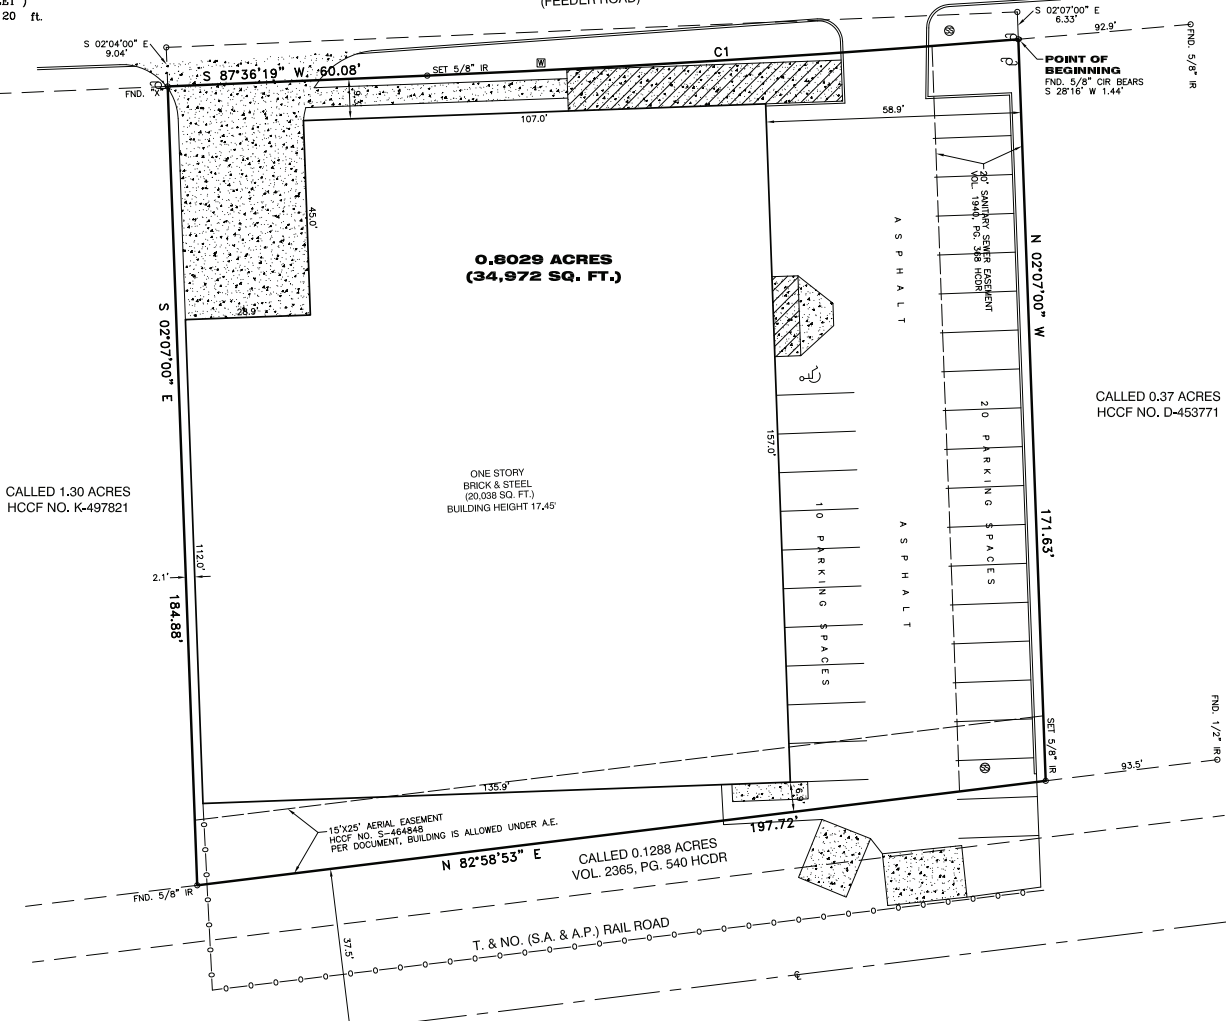 20 ft.
(FEEDER ROAD)
S 02°04'00" E
9.04'
S 02°07'00" E
6.33'
92.9'
FND. 5/8" IR
S 87°36'19" W. 60.08'
SET 5/8" IR
W
C1
FND. "X"
POINT OF
BEGINNING
FND. 5/8" CIR BEARS
S 28°16' W 1.44'
107.0'
58.9'
45.0'
20' SANITARY SEWER EASEMENT
VOL. 1940, PG. 368 HCDR
0.8029 ACRES
(34,972 SQ. FT.)
ASPHALT
N 02°07'00" W
28.9'
S 02°07'00" E
CALLED 0.37 ACRES
HCCF NO. D-453771
20 PARKING SPACES
157.0'
ONE STORY
BRICK & STEEL
(20,038 SQ. FT.)
BUILDING HEIGHT 17.45'
CALLED 1.30 ACRES
HCCF NO. K-497821
10 PARKING SPACES
ASPHALT
171.63'
112.0'
2.1'
184.88'
SET 5/8" IR
FND. 1/2" IR
93.5'
135.9'
6.9'
15'X25' AERIAL EASEMENT
HCCF NO. S-464848
PER DOCUMENT, BUILDING IS ALLOWED UNDER A.E.
197.72'
N 82°58'53" E
CALLED 0.1288 ACRES
VOL. 2365, PG. 540 HCDR
FND. 5/8" IR
37.5'
T. & NO. (S.A. & A.P.) RAIL ROAD